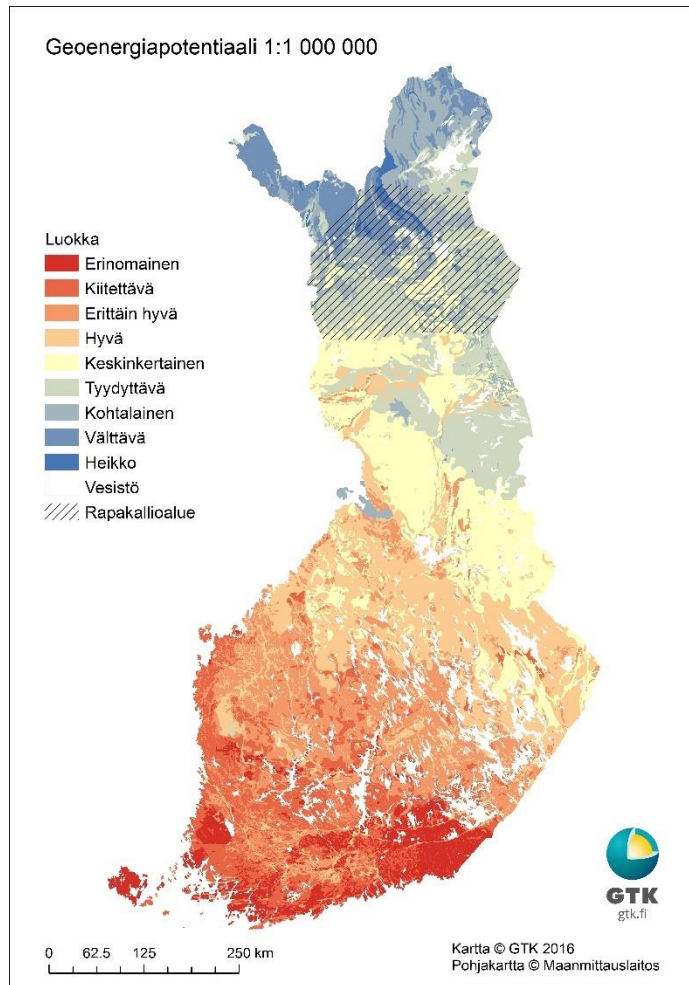 Geoenergiapotentiaali 1:1 000 000
Luokka
Erinomainen
Kiitettävä
Erittäin hyvä
Hyvä
Keskinkertainen
Tyydyttävä
Kohtalainen
Välttävä
Heikko
Vesistö
Rapakallioalue
GTK
gtk.fi
0 62.5 125 250 km
Kartta © GTK 2016
Pohjakartta © Maanmittauslaitos